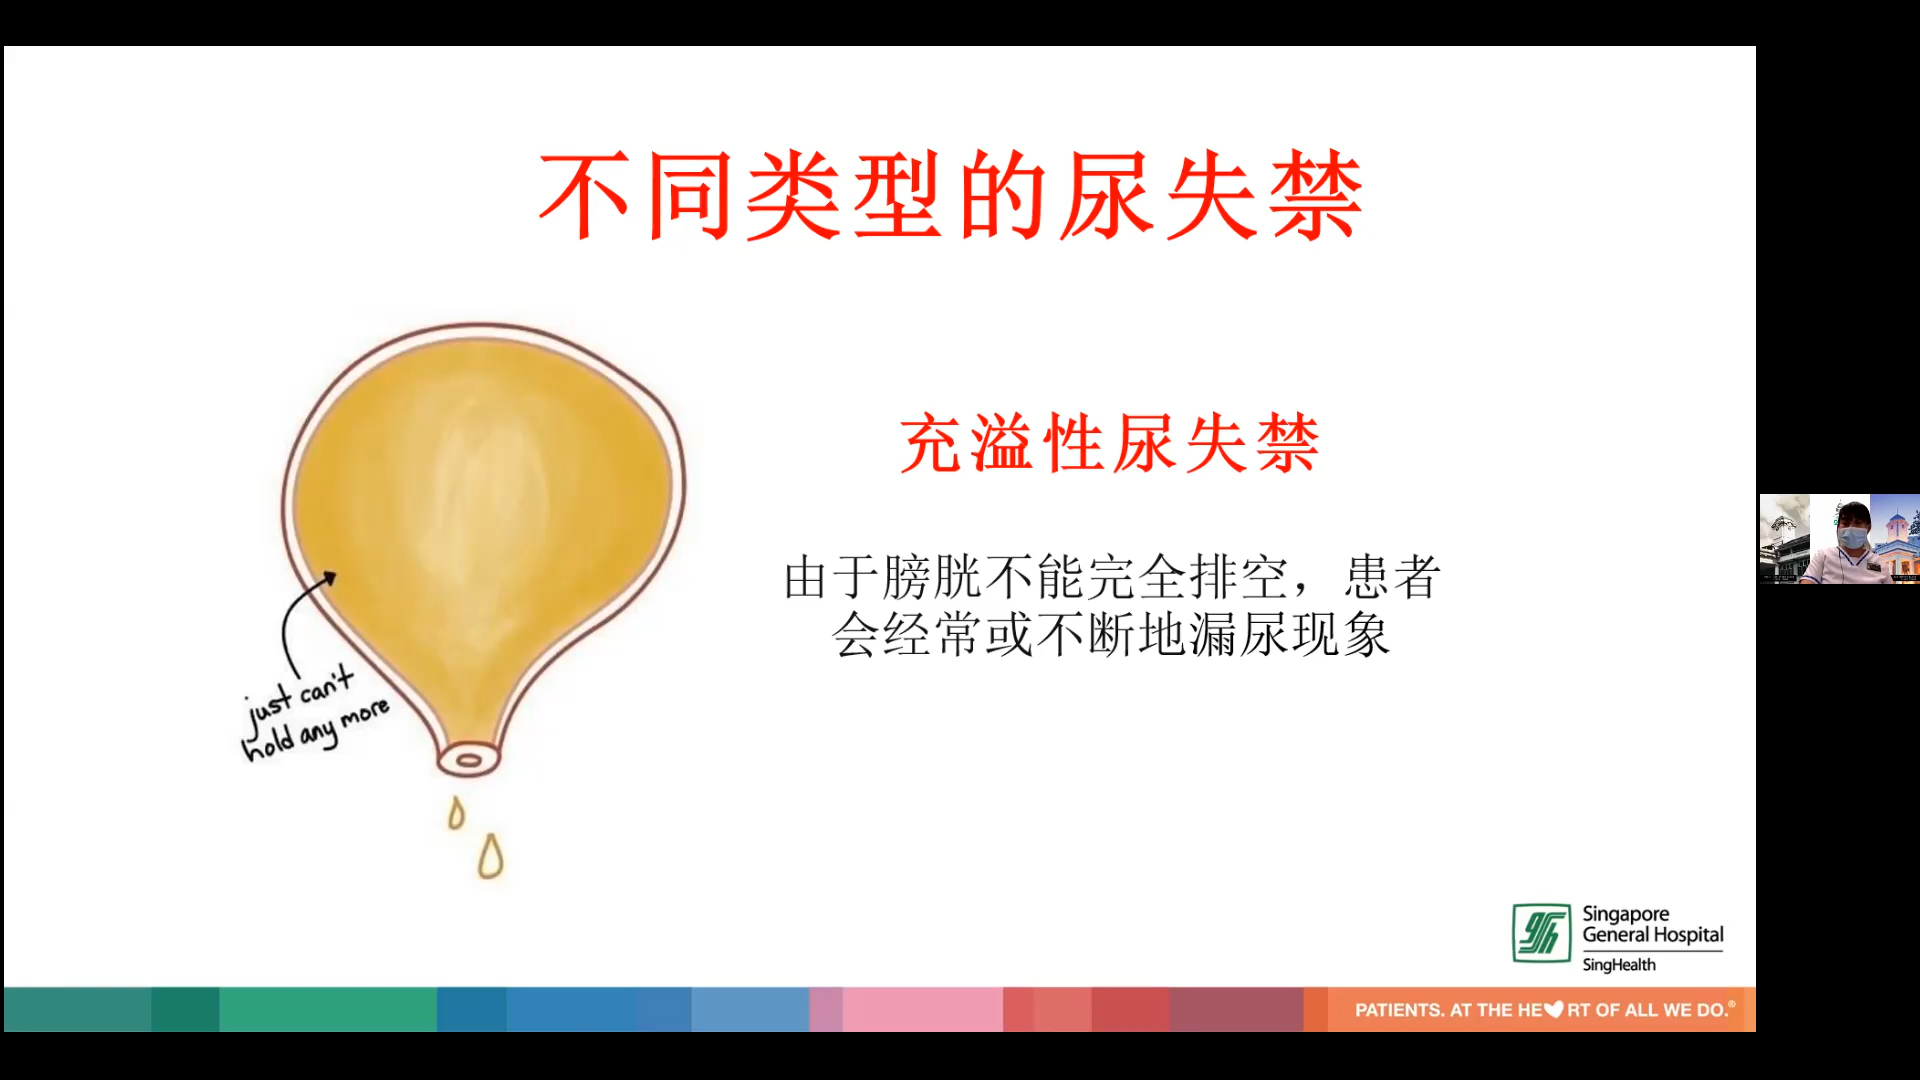 不同类型的尿失禁
充溢性尿失禁
由于膀胱不能完全排空，患者
会经常或不断地漏尿现象
just can't
hold any more
Singapore
General Hospital
SingHealth
PATIENTS. AT THE HE RT OF ALL WE DO.®